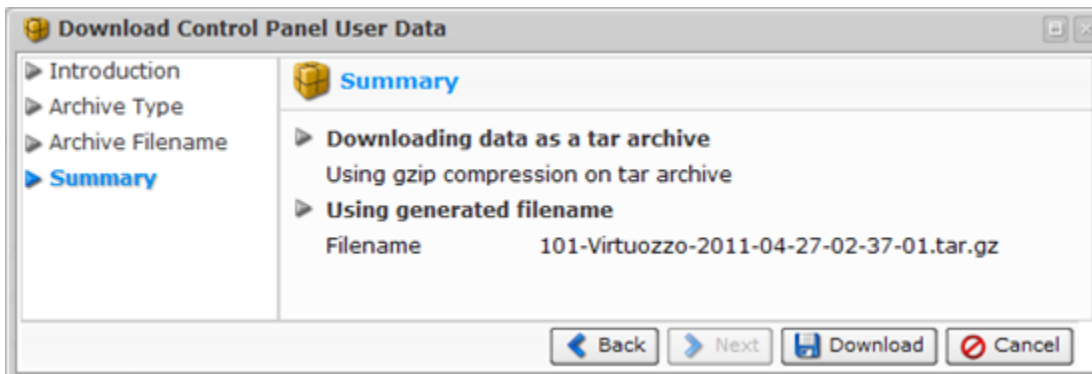 Download Control Panel User Data
Introduction
Archive Type
Archive Filename
Summary
Summary
Downloading data as a tar archive
Using gzip compression on tar archive
Using generated filename
Filename 101-Virtuozzo-2011-04-27-02-37-01.tar.gz
Back Next Download Cancel